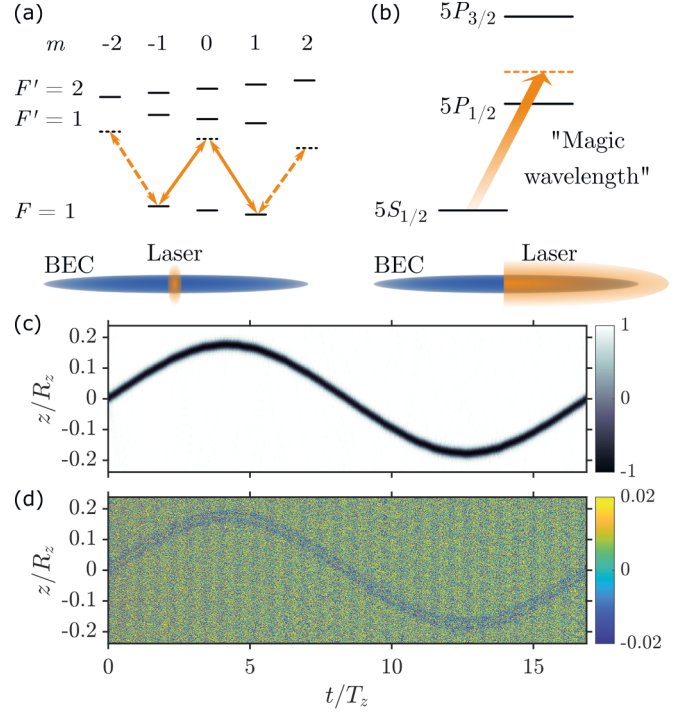 (a)
m -2 -1 0 1 2
F′ = 2
F′ = 1
F = 1
Laser
BEC
(b)
5P3/2
5P1/2
"Magic
wavelength"
5S1/2
Laser
BEC
(c)
z/Rz
0.2
0.1
0
-0.1
-0.2
1
0
-1
(d)
z/Rz
0.2
0.1
0
-0.1
-0.2
0.02
0
-0.02
0 5 10 15
t/Tz